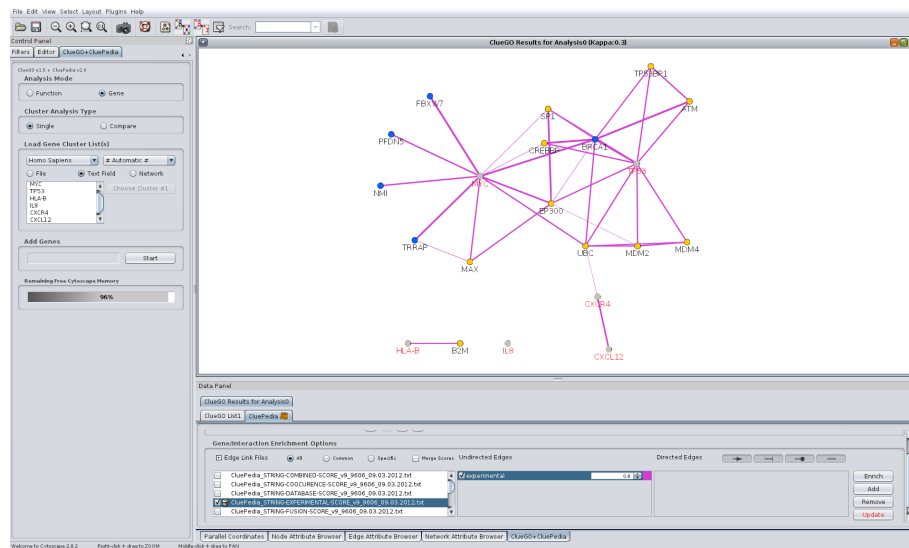 File Edit View Select Layout Plugins Help
Search:
Control Panel
Filters Editor ClueGO+CluePedia
ClueGO v1.5 + CluePedia v1.0
Analysis Mode
Function Gene
Cluster Analysis Type
Single Compare
Load Gene Cluster List(s)
Homo Sapiens # Automatic #
File Text Field Network
MYC
TP53
HLA-B
IL8
CXCR4
CXCL12
Choose Cluster #1
Add Genes
Start
Remaining Free Cytoscape Memory
96%
ClueGO Results for Analysis0 (Kappa:0.3)
TP53BP1
FBXW7
ATM
SP1
PFDN5
CREBBP
BRCA1
TP53
MYC
NMI
EP300
TRRAP
UBC
MDM2
MDM4
MAX
CXCR4
HLA-B
B2M
IL8
CXCL12
Data Panel
ClueGO Results for Analysis0
ClueGO List1 CluePedia
Gene/Interaction Enrichment Options
Edge Link Files All Common Specific Merge Scores Undirected Edges Directed Edges
CluePedia_STRING-COMBINED-SCORE_v9_9606_09.03.2012.txt
CluePedia_STRING-COOCURENCE-SCORE_v9_9606_09.03.2012.txt
CluePedia_STRING-DATABASE-SCORE_v9_9606_09.03.2012.txt
CluePedia_STRING-EXPERIMENTAL-SCORE_v9_9606_09.03.2012.txt
CluePedia_STRING-FUSION-SCORE_v9_9606_09.03.2012.txt
experimental 0.8
Enrich
Add
Remove
Update
Parallel Coordinates Node Attribute Browser Edge Attribute Browser Network Attribute Browser ClueGO+CluePedia
Welcome to Cytoscape 2.8.2 Right-click + drag to ZOOM Middle-click + drag to PAN